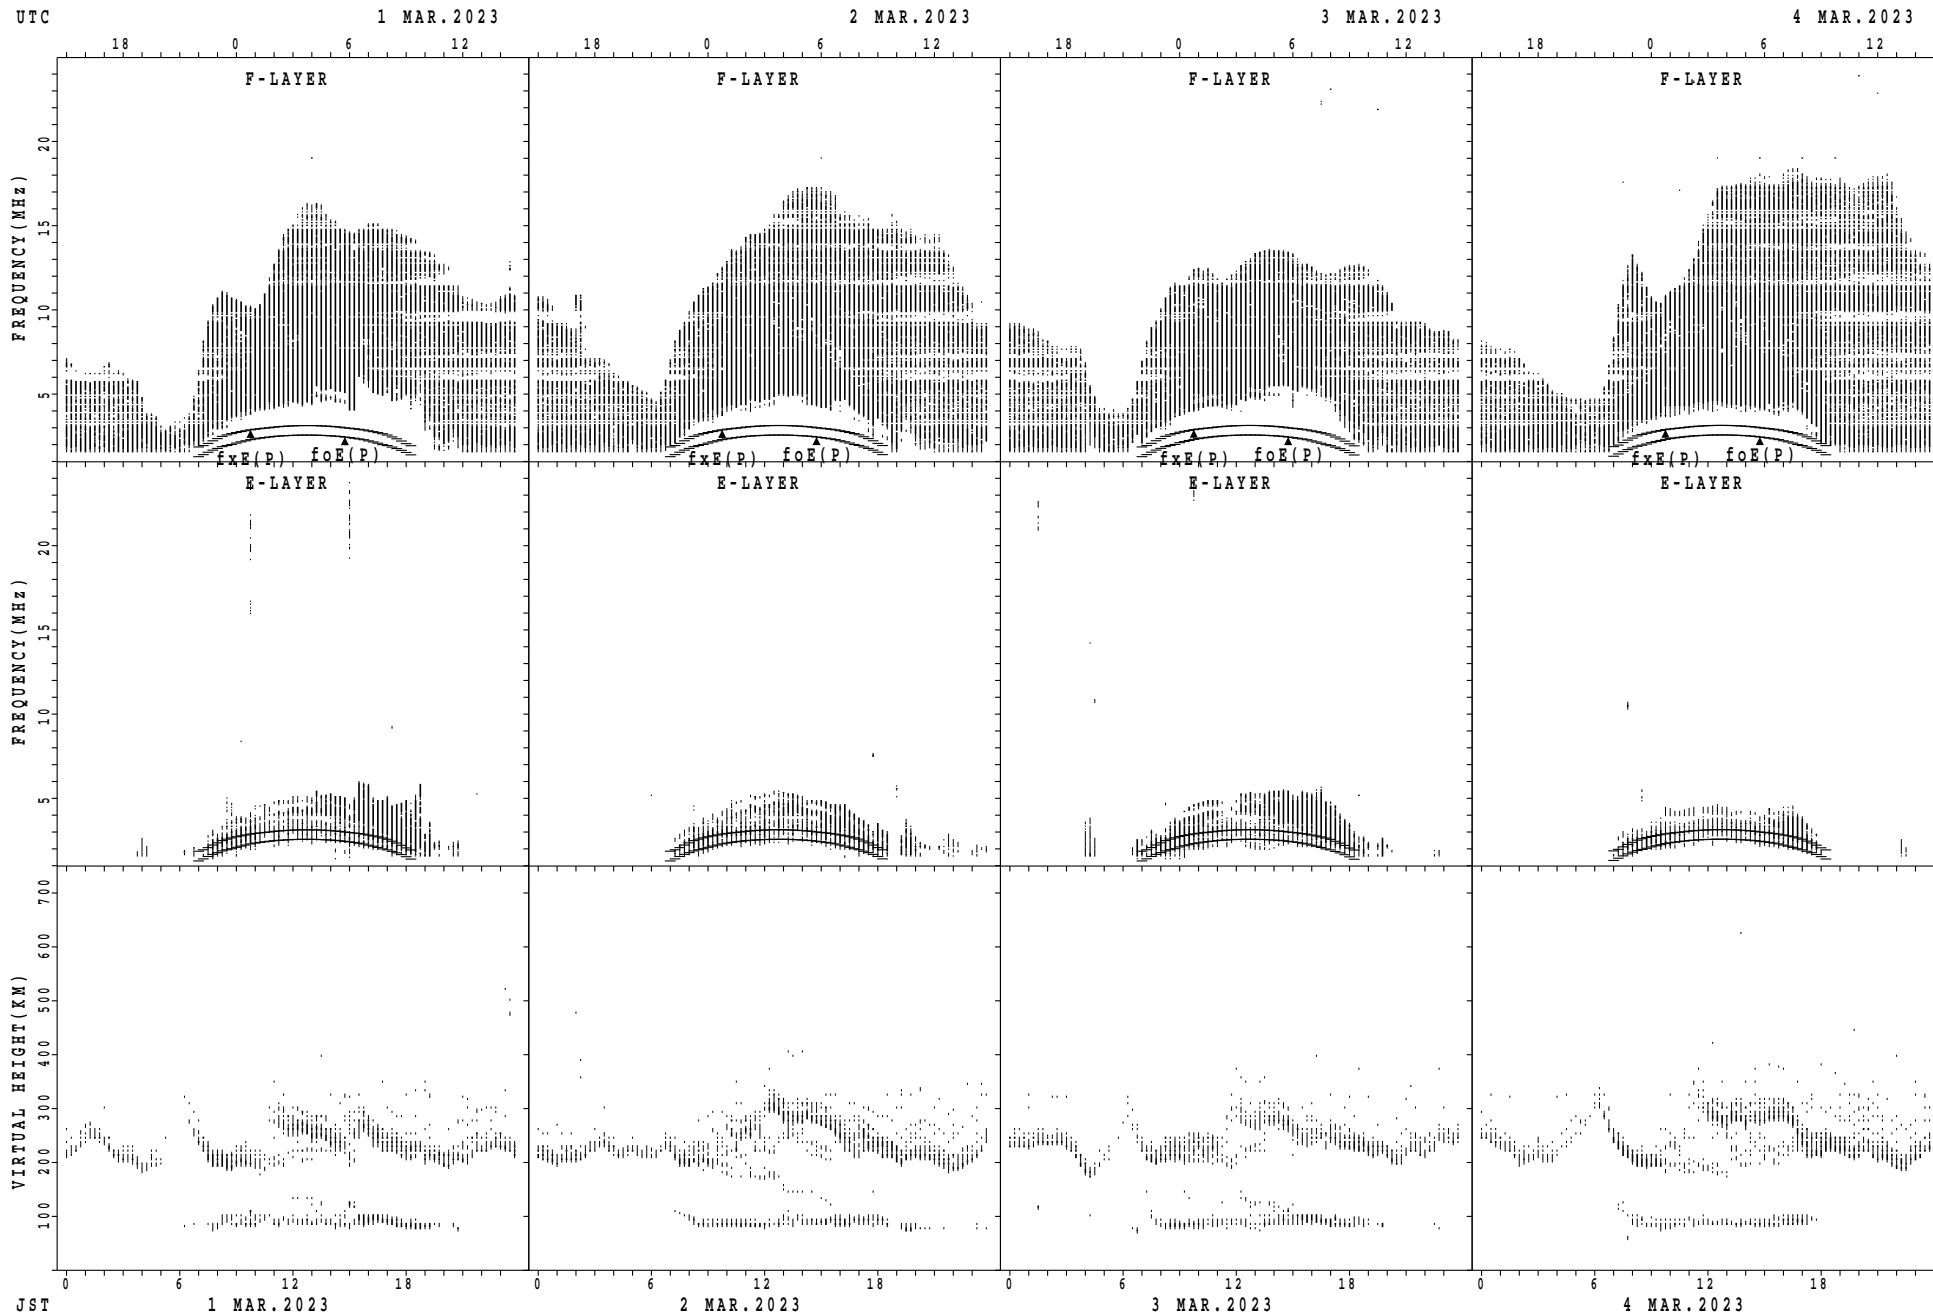 UTC 1 MAR.2023 2 MAR.2023 3 MAR.2023 4 MAR.2023
18 0 6 12 18 0 6 12 18 0 6 12 18 0 6 12
F-LAYER F-LAYER F-LAYER F-LAYER
FREQUENCY(MHz)
20
15
10
5
fxE(P) foE(P) fxE(P) foE(P) fxE(P) foE(P) fxE(P) foE(P)
E-LAYER E-LAYER E-LAYER E-LAYER
FREQUENCY(MHz)
20
15
10
5
VIRTUAL HEIGHT(KM)
700
600
500
400
300
200
100
0 6 12 18 0 6 12 18 0 6 12 18 0 6 12 18
JST 1 MAR.2023 2 MAR.2023 3 MAR.2023 4 MAR.2023